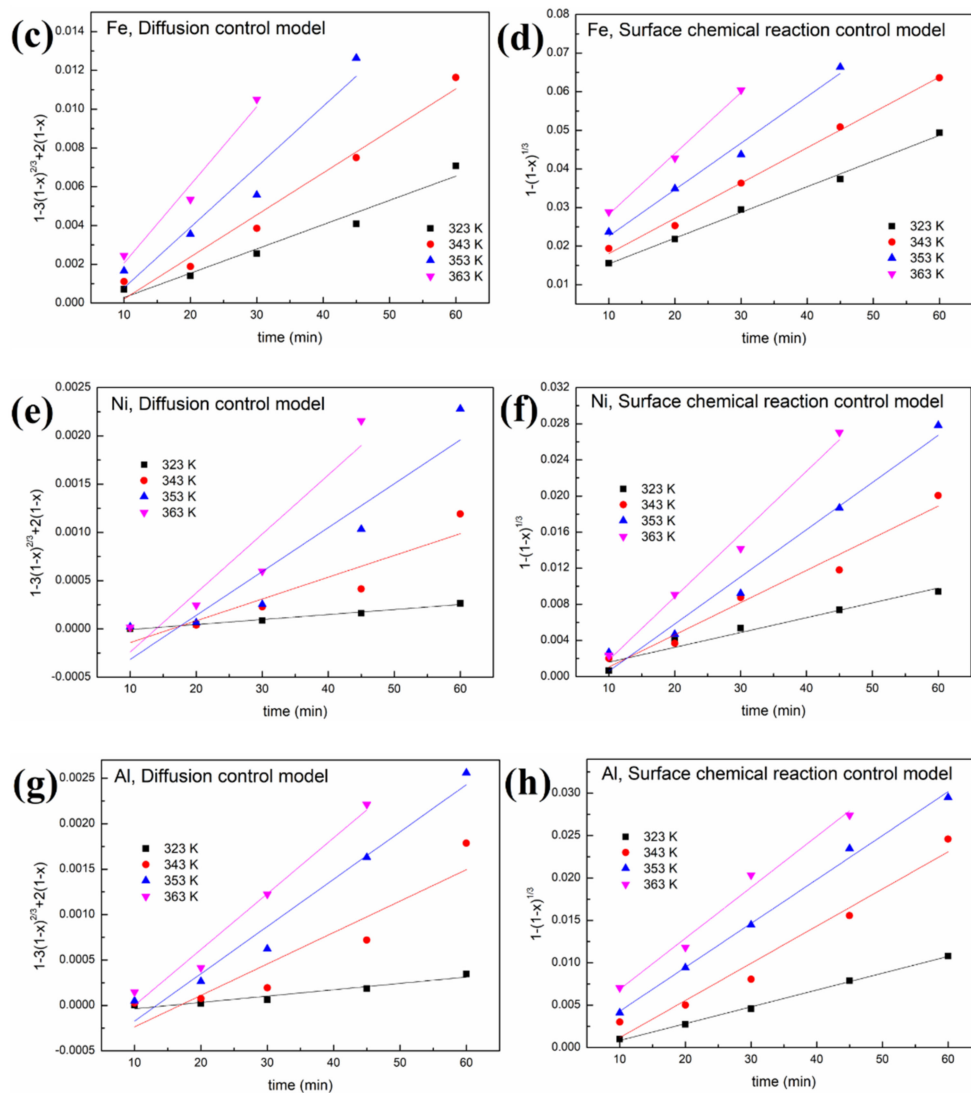 (c)
Fe, Diffusion control model
1-3(1-x)^2/3+2(1-x)
0.014
0.012
0.010
0.008
0.006
0.004
0.002
0.000
323 K
343 K
353 K
363 K
10 20 30 40 50 60
time (min)
(d)
Fe, Surface chemical reaction control model
1-(1-x)^1/3
0.08
0.07
0.06
0.05
0.04
0.03
0.02
0.01
323 K
343 K
353 K
363 K
10 20 30 40 50 60
time (min)
(e)
Ni, Diffusion control model
1-3(1-x)^2/3+2(1-x)
0.0025
0.0020
0.0015
0.0010
0.0005
0.0000
-0.0005
323 K
343 K
353 K
363 K
10 20 30 40 50 60
time (min)
(f)
Ni, Surface chemical reaction control model
1-(1-x)^1/3
0.032
0.028
0.024
0.020
0.016
0.012
0.008
0.004
0.000
323 K
343 K
353 K
363 K
10 20 30 40 50 60
time (min)
(g)
Al, Diffusion control model
1-3(1-x)^2/3+2(1-x
0.0025
0.0020
0.0015
0.0010
0.0005
0.0000
-0.0005
323 K
343 K
353 K
363 K
10 20 30 40 50 60
time (min)
(h)
Al, Surface chemical reaction control model
1-(1-x)^1/3
0.030
0.025
0.020
0.015
0.010
0.005
0.000
323 K
343 K
353 K
363 K
10 20 30 40 50 60
time (min)